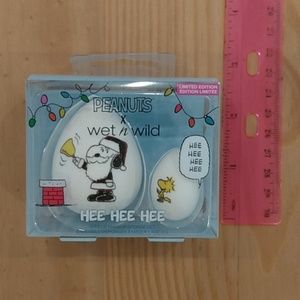 LIMITED EDITION
ÉDITION LIMITÉE
PEANUTS
x
wet n wild
HEE
HEE
HEE
HEE
HEE HEE HEE